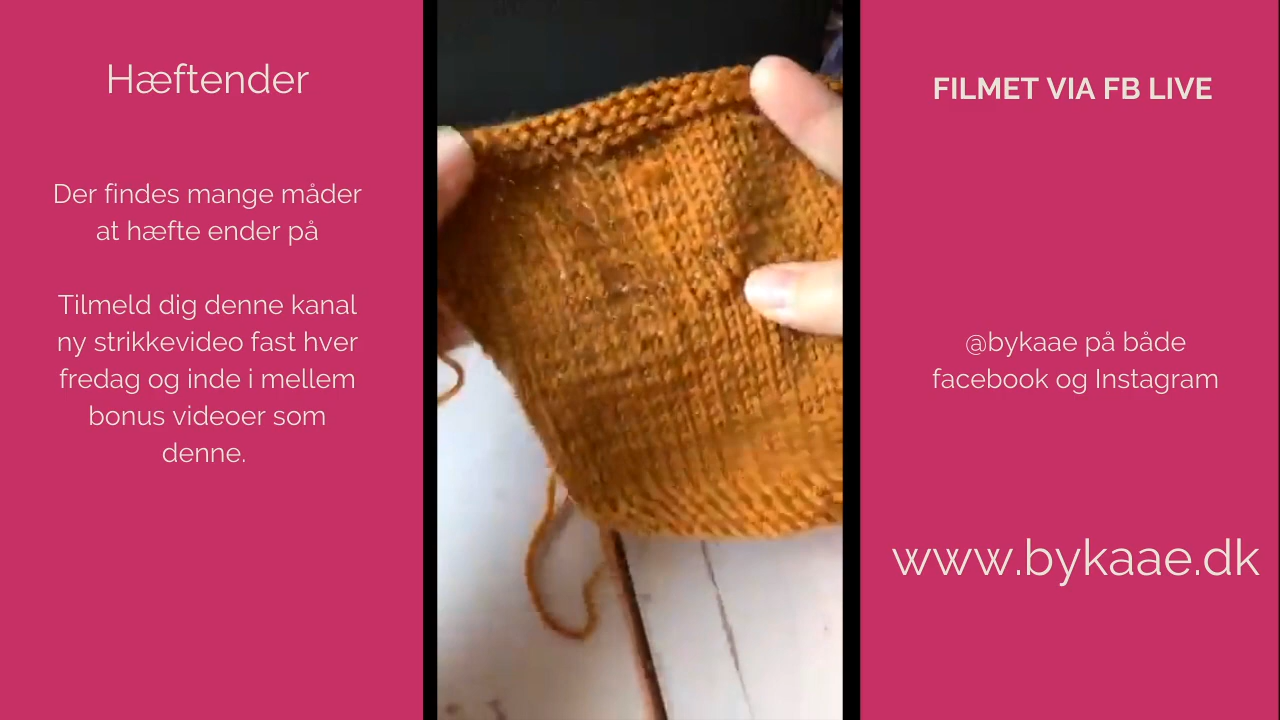 Hæftender
Der findes mange måder
at hæfte ender på
Tilmeld dig denne kanal
ny strikkevideo fast hver
fredag og inde i mellem
bonus videoer som
denne.
FILMET VIA FB LIVE
@bykaae på både
facebook og Instagram
www.bykaae.dk